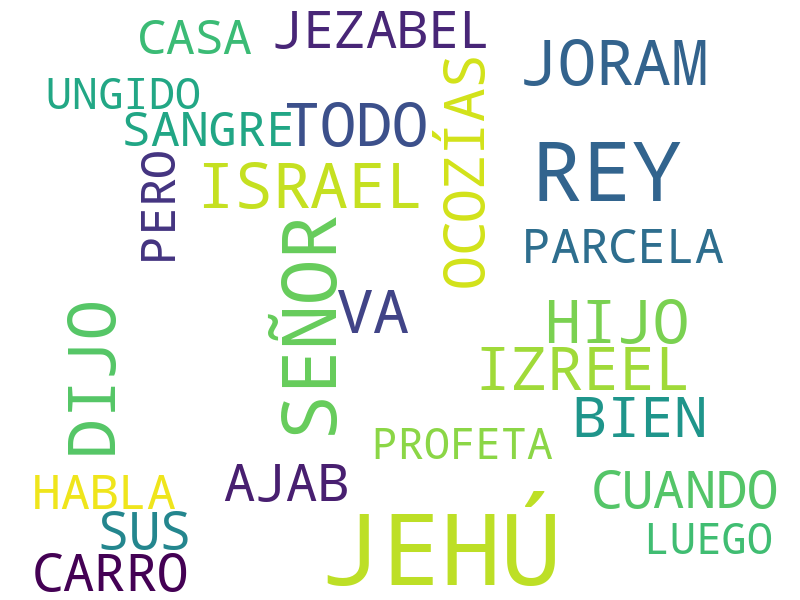 CASA
JEZABEL
JORAM
UNGIDO
SANGRE
TODO
OCOZÍAS
PERO
ISRAEL
REY
PARCELA
SEÑOR
VA
DIJO
HIJO
IZREEL
BIEN
PROFETA
HABLA
AJAB
CUANDO
SUS
JEHÚ
LUEGO
CARRO